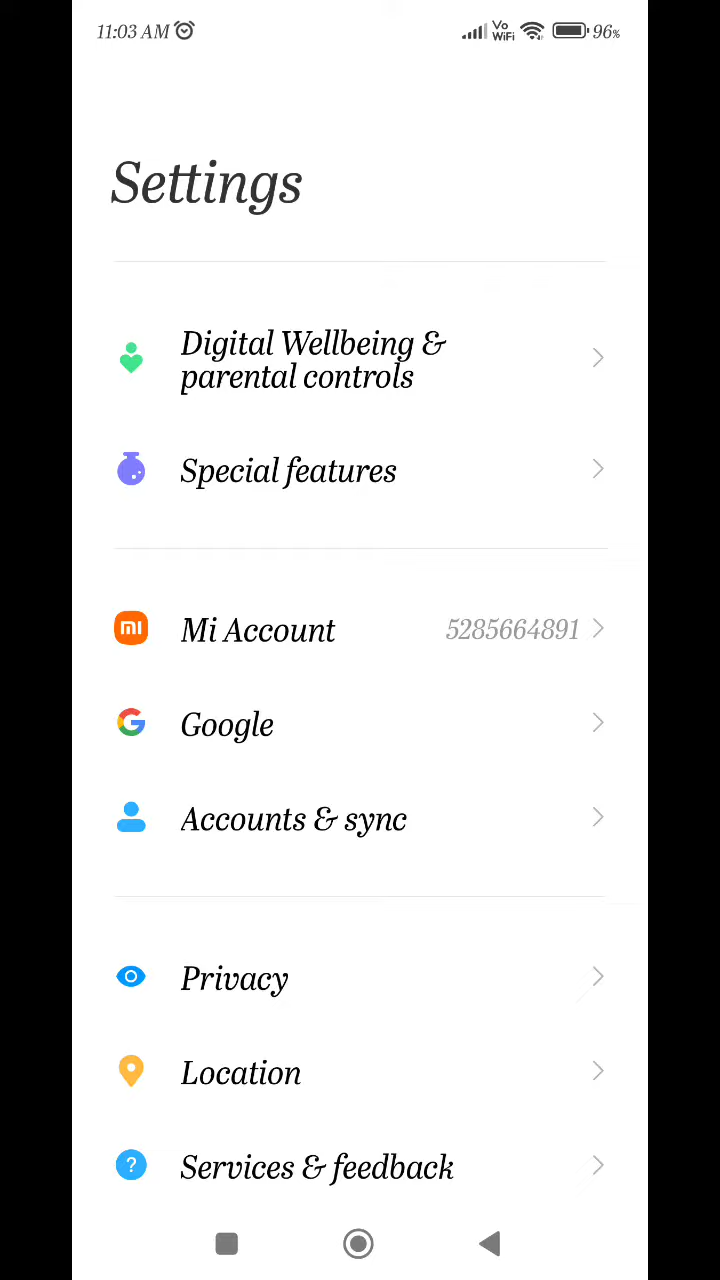 11:03 AM Vo WiFi 96%
Settings
Digital Wellbeing &
parental controls
Special features
mi Mi Account 5285664891
Google
Accounts & sync
Privacy
Location
? Services & feedback